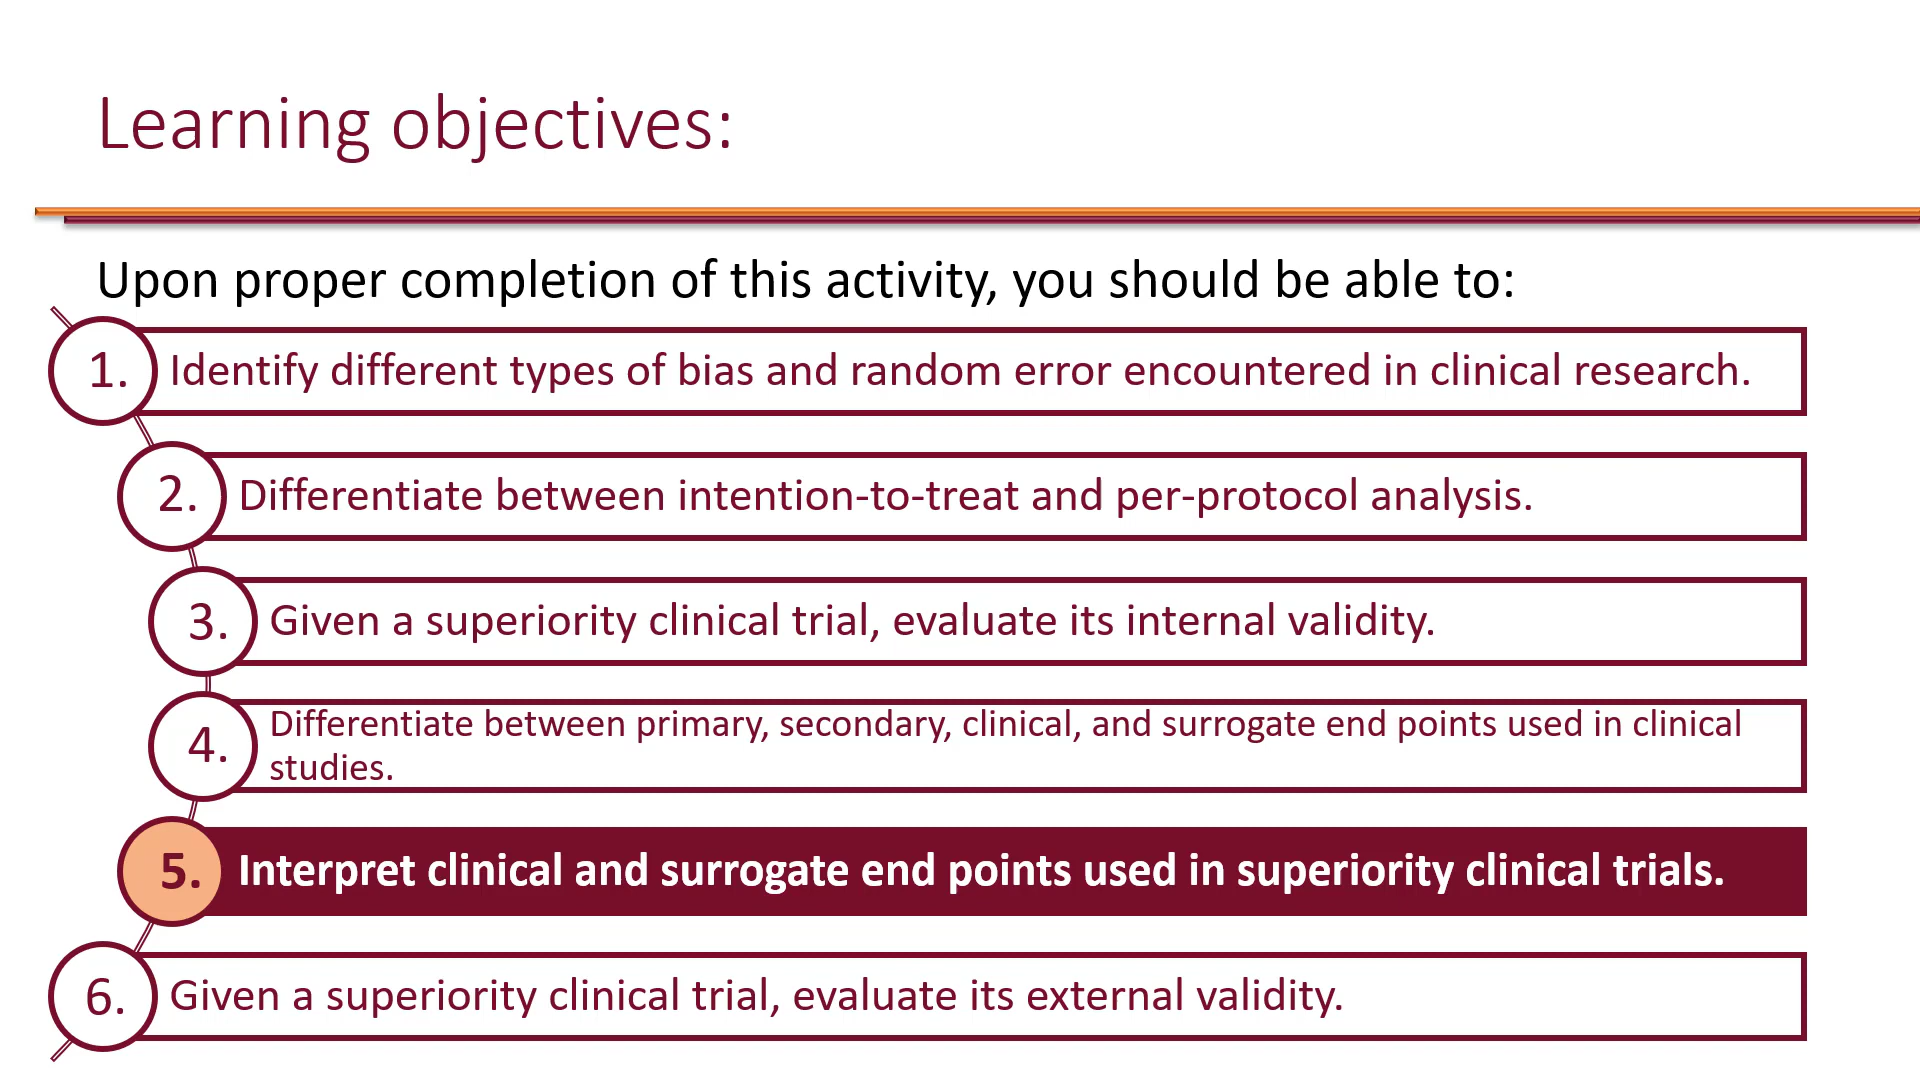 Learning objectives:
Upon proper completion of this activity, you should be able to:
1. Identify different types of bias and random error encountered in clinical research.
2. Differentiate between intention-to-treat and per-protocol analysis.
3. Given a superiority clinical trial, evaluate its internal validity.
4. Differentiate between primary, secondary, clinical, and surrogate end points used in clinical
studies.
5. Interpret clinical and surrogate end points used in superiority clinical trials.
6. Given a superiority clinical trial, evaluate its external validity.